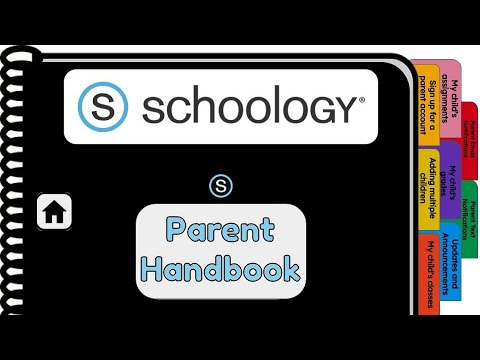 S schoology®
S
Parent
Handbook
My child's
assignments
Sign up for a
parent account
Parent Email
Notifications
My child's
grades
Adding multiple
children
Parent Text
Notifications
Updates and
Announcements
My child's classes